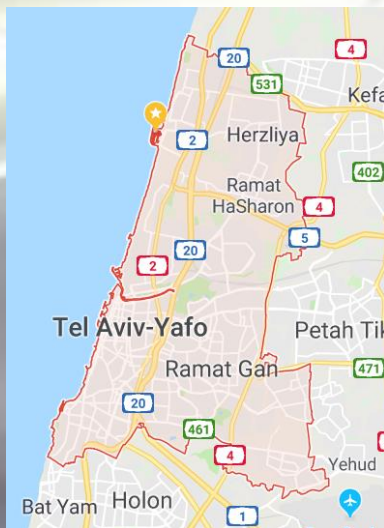 4
20
531
Kefa
2
Herzliya
402
Ramat
HaSharon
4
5
20
2
Tel Aviv-Yafo
Petah Tik
Ramat Gan
471
20
461
4
Yehud
Bat Yam
Holon
1